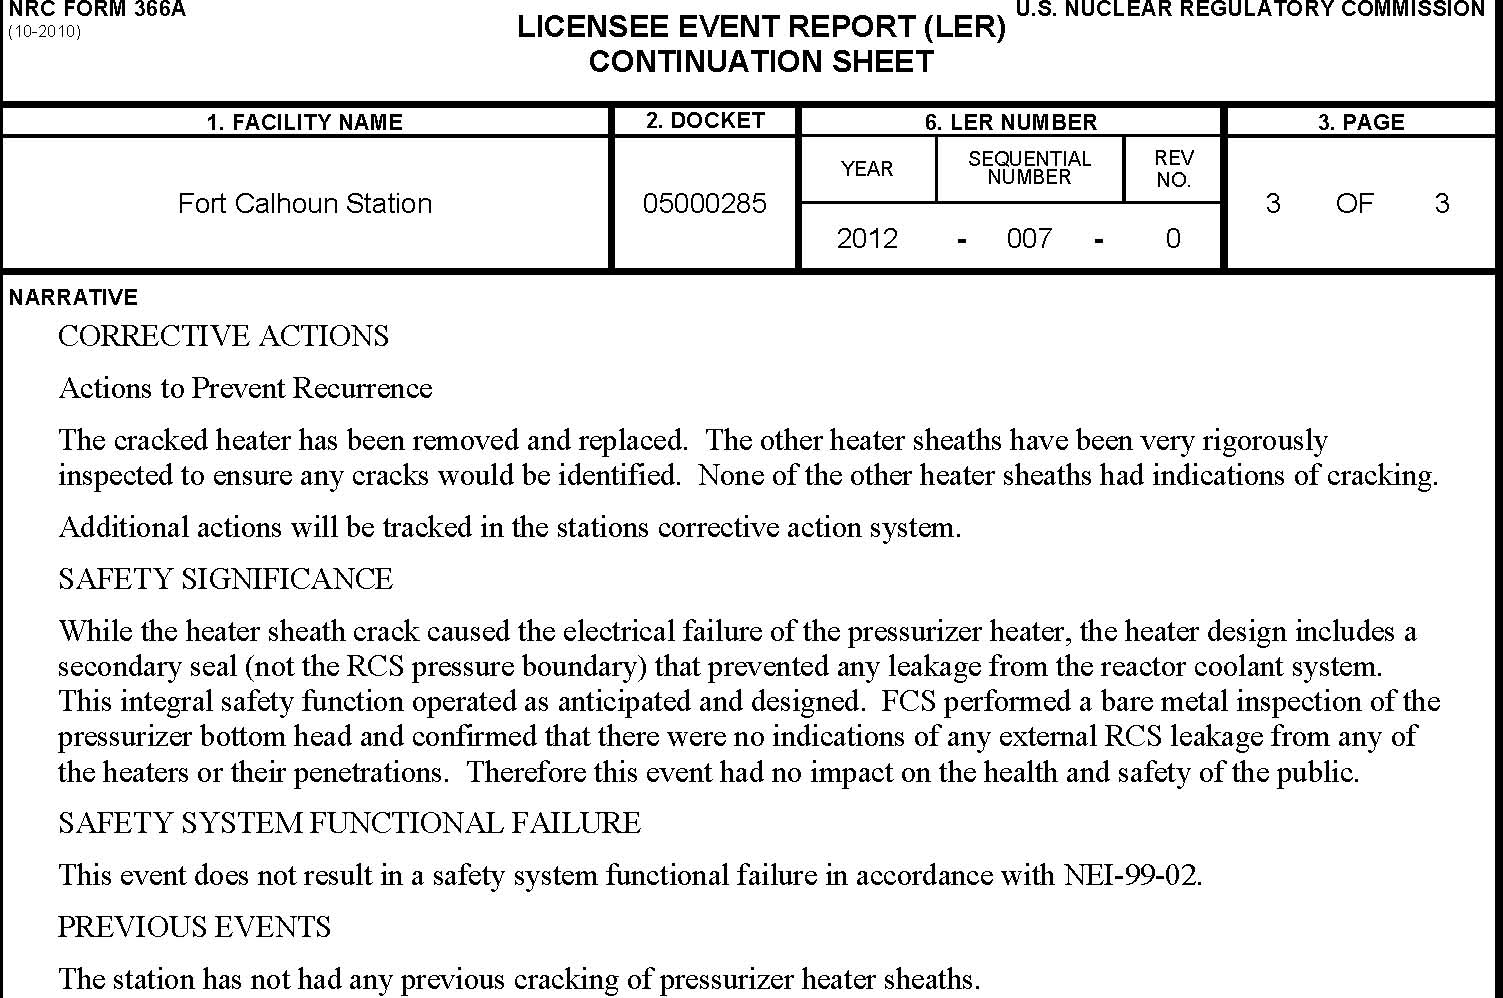 NRC FORM 366A
(10-2010)
U.S. NUCLEAR REGULATORY COMMISSION
LICENSEE EVENT REPORT (LER)
CONTINUATION SHEET
1. FACILITY NAME
2. DOCKET
6. LER NUMBER
3. PAGE
Fort Calhoun Station
05000285
YEAR
SEQUENTIAL
NUMBER
REV
NO.
2012 - 007 - 0
3 OF 3
NARRATIVE
CORRECTIVE ACTIONS
Actions to Prevent Recurrence
The cracked heater has been removed and replaced. The other heater sheaths have been very rigorously
inspected to ensure any cracks would be identified. None of the other heater sheaths had indications of cracking.
Additional actions will be tracked in the stations corrective action system.
SAFETY SIGNIFICANCE
While the heater sheath crack caused the electrical failure of the pressurizer heater, the heater design includes a
secondary seal (not the RCS pressure boundary) that prevented any leakage from the reactor coolant system.
This integral safety function operated as anticipated and designed. FCS performed a bare metal inspection of the
pressurizer bottom head and confirmed that there were no indications of any external RCS leakage from any of
the heaters or their penetrations. Therefore this event had no impact on the health and safety of the public.
SAFETY SYSTEM FUNCTIONAL FAILURE
This event does not result in a safety system functional failure in accordance with NEI-99-02.
PREVIOUS EVENTS
The station has not had any previous cracking of pressurizer heater sheaths.